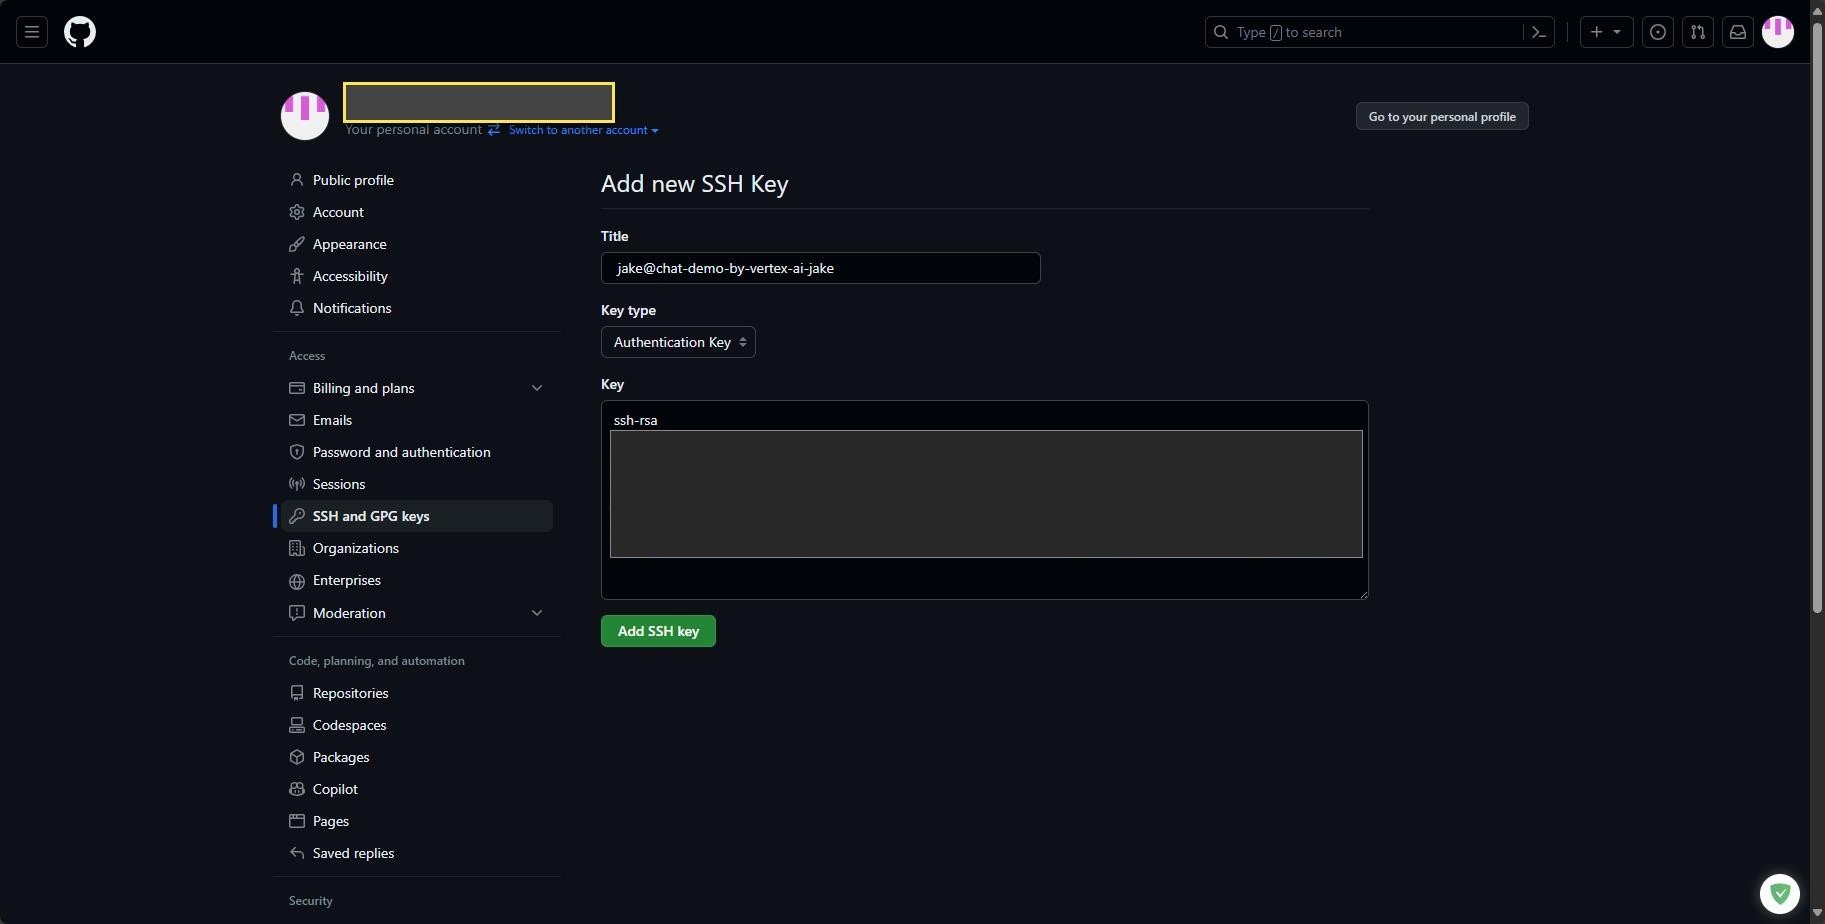 Type / to search
Your personal account
Switch to another account
Go to your personal profile
Public profile
Account
Appearance
Accessibility
Notifications
Access
Billing and plans
Emails
Password and authentication
Sessions
SSH and GPG keys
Organizations
Enterprises
Moderation
Code, planning, and automation
Repositories
Codespaces
Packages
Copilot
Pages
Saved replies
Security
Add new SSH Key
Title
jake@chat-demo-by-vertex-ai-jake
Key type
Authentication Key
Key
ssh-rsa
Add SSH key